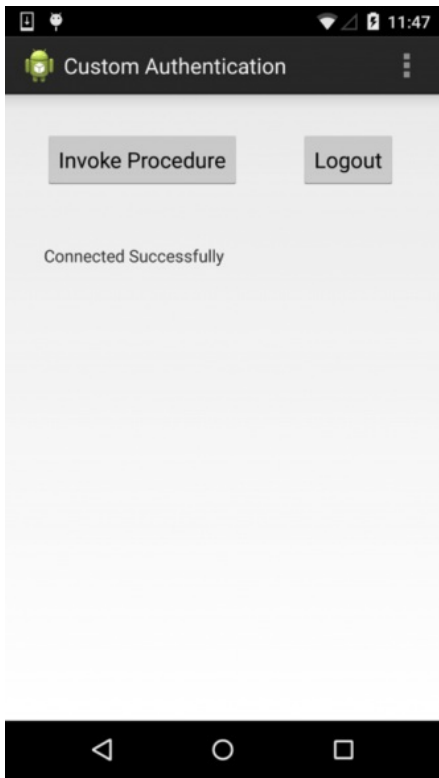 11:47
Custom Authentication
Invoke Procedure Logout
Connected Successfully